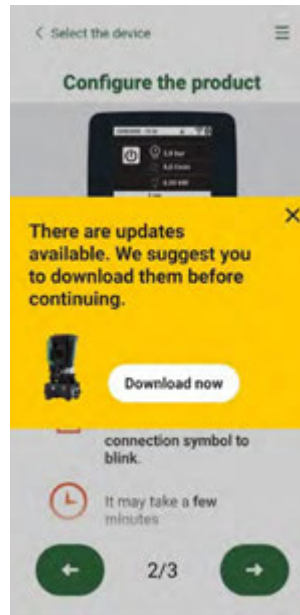 Select the device
Configure the product
There are updates
available. We suggest you
to download them before
continuing.
Download now
connection symbol to
blink.
It may take a few
minutes
2/3